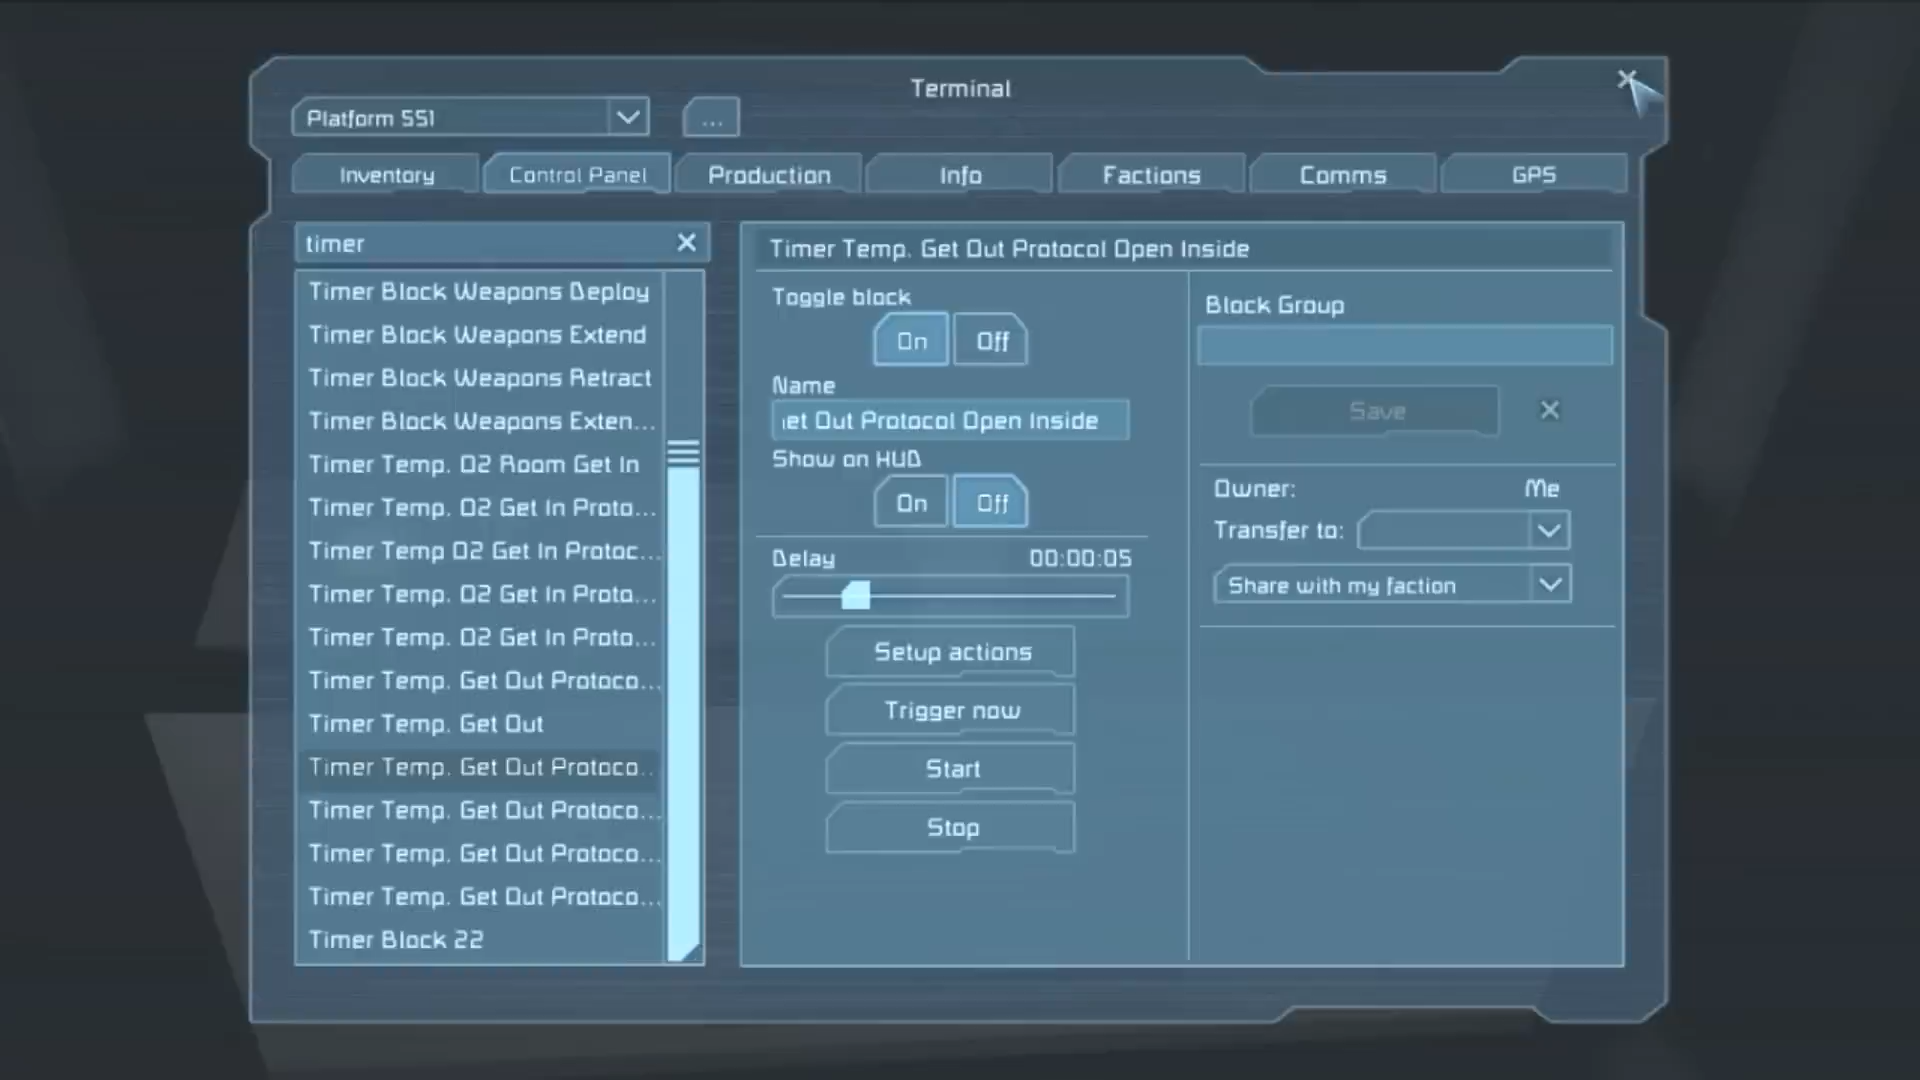 Terminal
Platform 551
...
Inventory
Control Panel
Production
Info
Factions
Comms
GPS
timer
Timer Block Weapons Deploy
Timer Block Weapons Extend
Timer Block Weapons Retract
Timer Block Weapons Exten...
Timer Temp. O2 Room Get In
Timer Temp. O2 Get In Proto...
Timer Temp O2 Get In Protoc...
Timer Temp. O2 Get In Proto...
Timer Temp. O2 Get In Proto...
Timer Temp. Get Out Protoco...
Timer Temp. Get Out
Timer Temp. Get Out Protoco..
Timer Temp. Get Out Protoco...
Timer Temp. Get Out Protoco...
Timer Temp. Get Out Protoco...
Timer Block 22
Timer Temp. Get Out Protocol Open Inside
Toggle block
On Off
Name
et Out Protocol Open Inside
Show on HUD
On Off
Delay 00:00:05
Setup actions
Trigger now
Start
Stop
Block Group
Save
Owner: Me
Transfer to:
Share with my faction